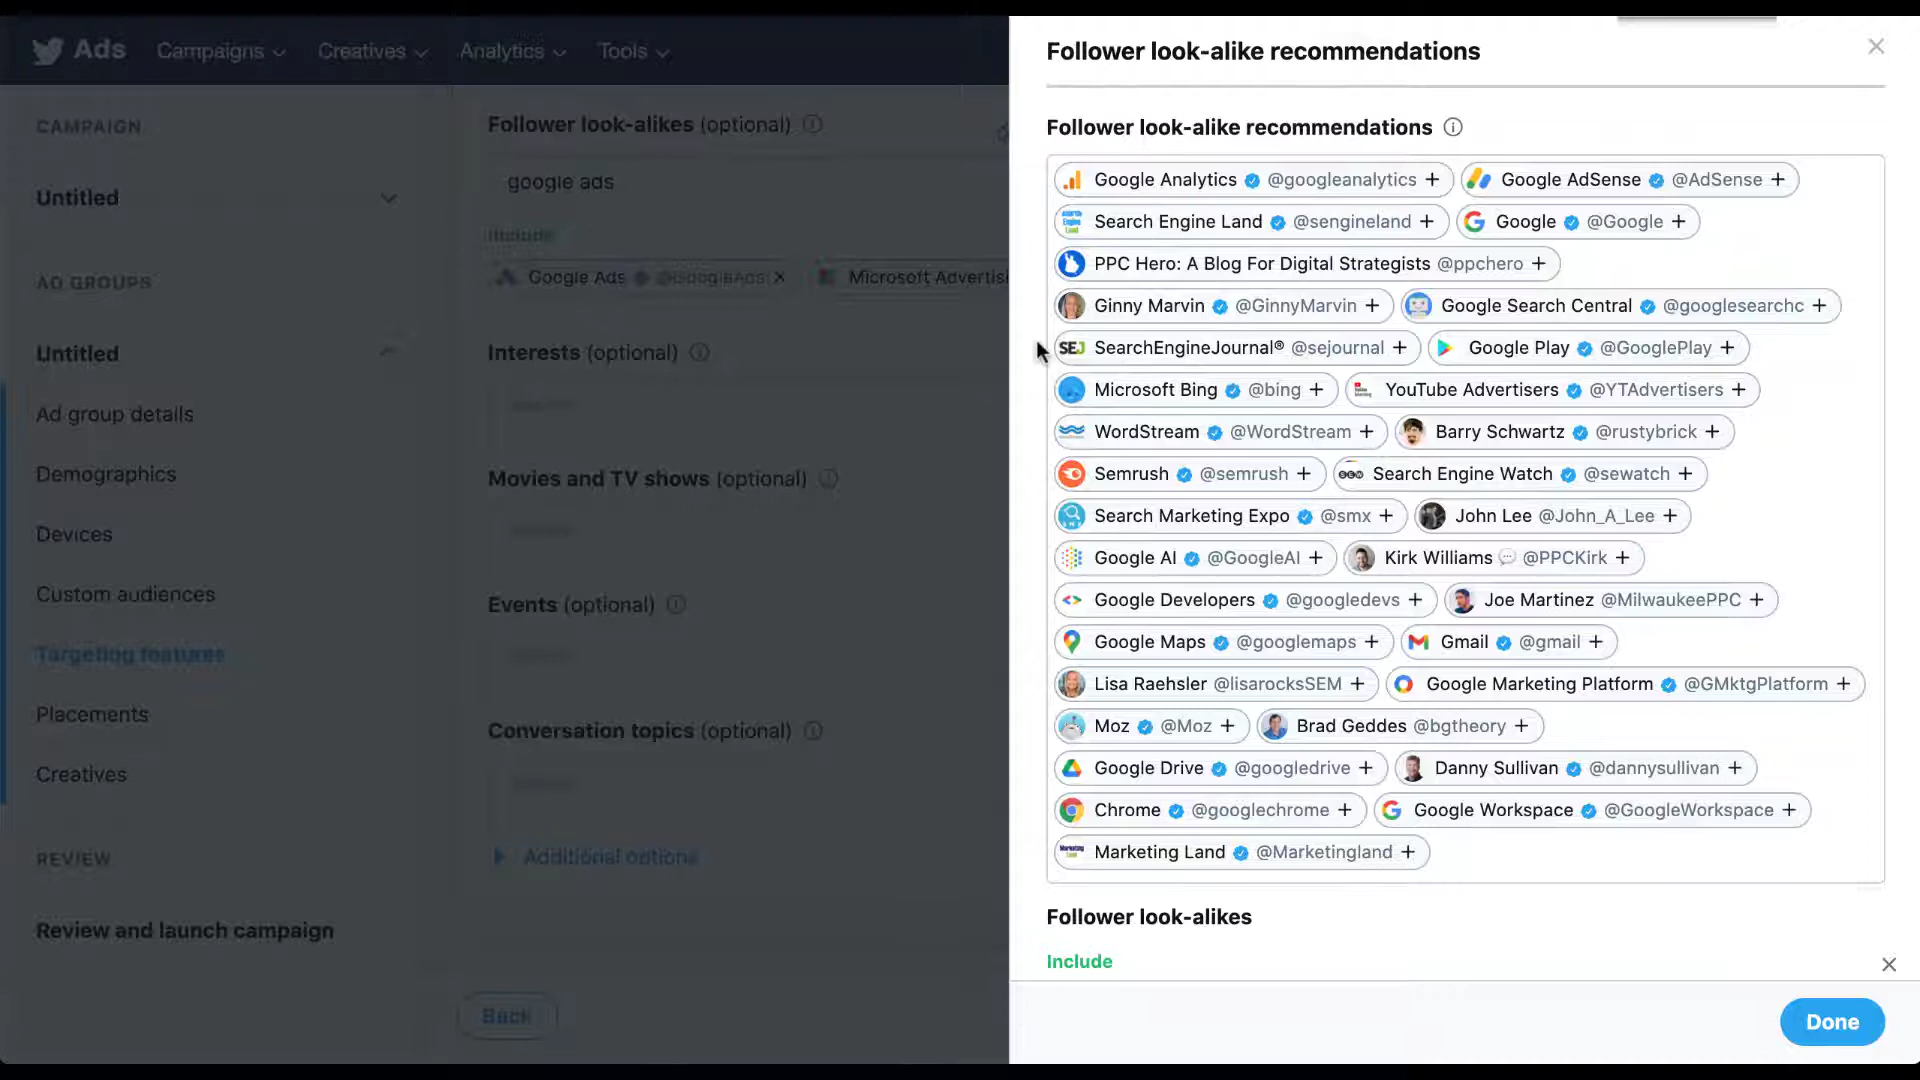 Ads Campaigns Creatives Analytics Tools
CAMPAIGN
Untitled
AD GROUPS
Untitled
Ad group details
Demographics
Devices
Custom audiences
Targeting features
Placements
Creatives
REVIEW
Review and launch campaign
Follower look-alikes (optional)
google ads
Include
Google Ads @GoogleAds × Microsoft Advertisi
Interests (optional)
Movies and TV shows (optional)
Events (optional)
Conversation topics (optional)
Additional options
Back
Follower look-alike recommendations
Follower look-alike recommendations
Google Analytics @googleanalytics + Google AdSense @AdSense +
Search Engine Land @sengineland + Google @Google +
PPC Hero: A Blog For Digital Strategists @ppchero +
Ginny Marvin @GinnyMarvin + Google Search Central @googlesearchc +
SEJ SearchEngineJournal® @sejournal + Google Play @GooglePlay +
Microsoft Bing @bing + YouTube Advertisers @YTAdvertisers +
WordStream @WordStream + Barry Schwartz @rustybrick +
Semrush @semrush + Search Engine Watch @sewatch +
Search Marketing Expo @smx + John Lee @John_A_Lee +
Google AI @GoogleAI + Kirk Williams @PPCKirk +
Google Developers @googledevs + Joe Martinez @MilwaukeePPC +
Google Maps @googlemaps + Gmail @gmail +
Lisa Raehsler @lisarocksSEM + Google Marketing Platform @GMktgPlatform +
Moz @Moz + Brad Geddes @bgtheory +
Google Drive @googledrive + Danny Sullivan @dannysullivan +
Chrome @googlechrome + Google Workspace @GoogleWorkspace +
Marketing Land @Marketingland +
Follower look-alikes
Include
Done